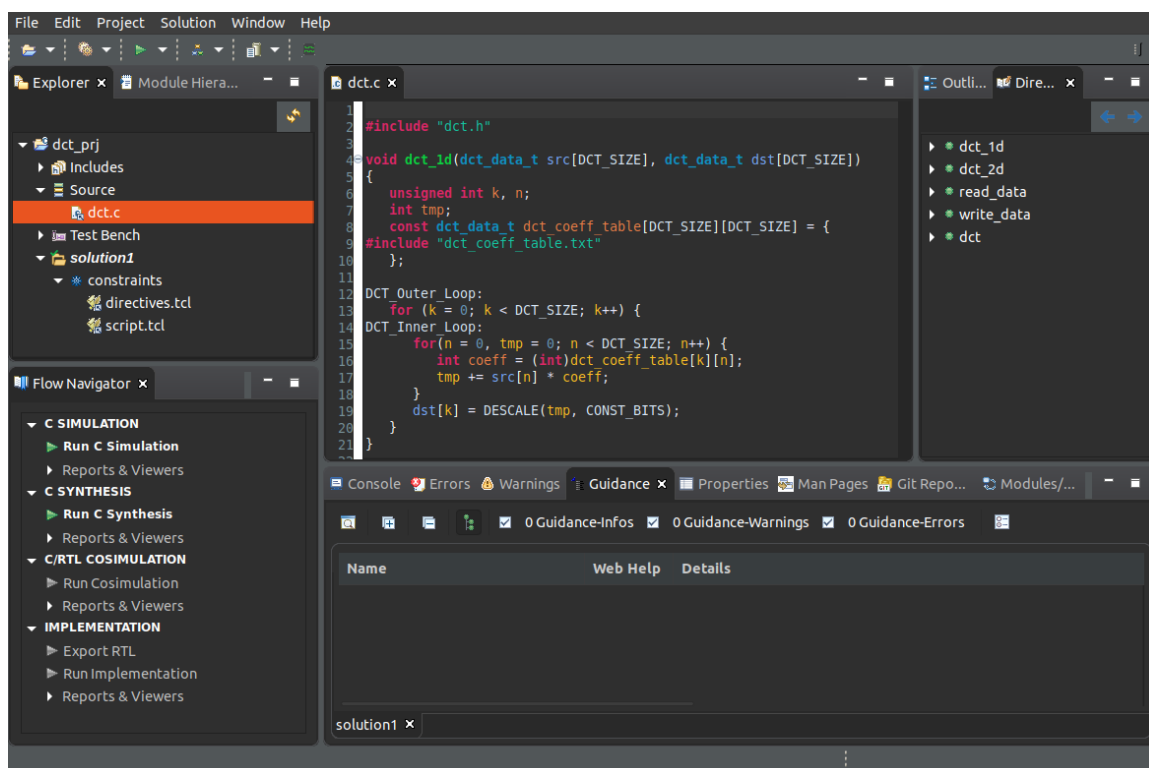 File Edit Project Solution Window Help
Explorer Module Hiera...
dct_prj
Includes
Source
dct.c
Test Bench
solution1
constraints
directives.tcl
script.tcl
Flow Navigator
C SIMULATION
Run C Simulation
Reports & Viewers
C SYNTHESIS
Run C Synthesis
Reports & Viewers
C/RTL COSIMULATION
Run Cosimulation
Reports & Viewers
IMPLEMENTATION
Export RTL
Run Implementation
Reports & Viewers
dct.c
1
2 #include "dct.h"
3
4 void dct_1d(dct_data_t src[DCT_SIZE], dct_data_t dst[DCT_SIZE])
5 {
6 unsigned int k, n;
7 int tmp;
8 const dct_data_t dct_coeff_table[DCT_SIZE][DCT_SIZE] = {
9 #include "dct_coeff_table.txt"
10 };
11
12 DCT_Outer_Loop:
13 for (k = 0; k < DCT_SIZE; k++) {
14 DCT_Inner_Loop:
15 for(n = 0, tmp = 0; n < DCT_SIZE; n++) {
16 int coeff = (int)dct_coeff_table[k][n];
17 tmp += src[n] * coeff;
18 }
19 dst[k] = DESCALE(tmp, CONST_BITS);
20 }
21 }
Outli... Dire...
dct_1d
dct_2d
read_data
write_data
dct
Console Errors Warnings Guidance Properties Man Pages Git Repo... Modules/...
0 Guidance-Infos 0 Guidance-Warnings 0 Guidance-Errors
Name Web Help Details
solution1